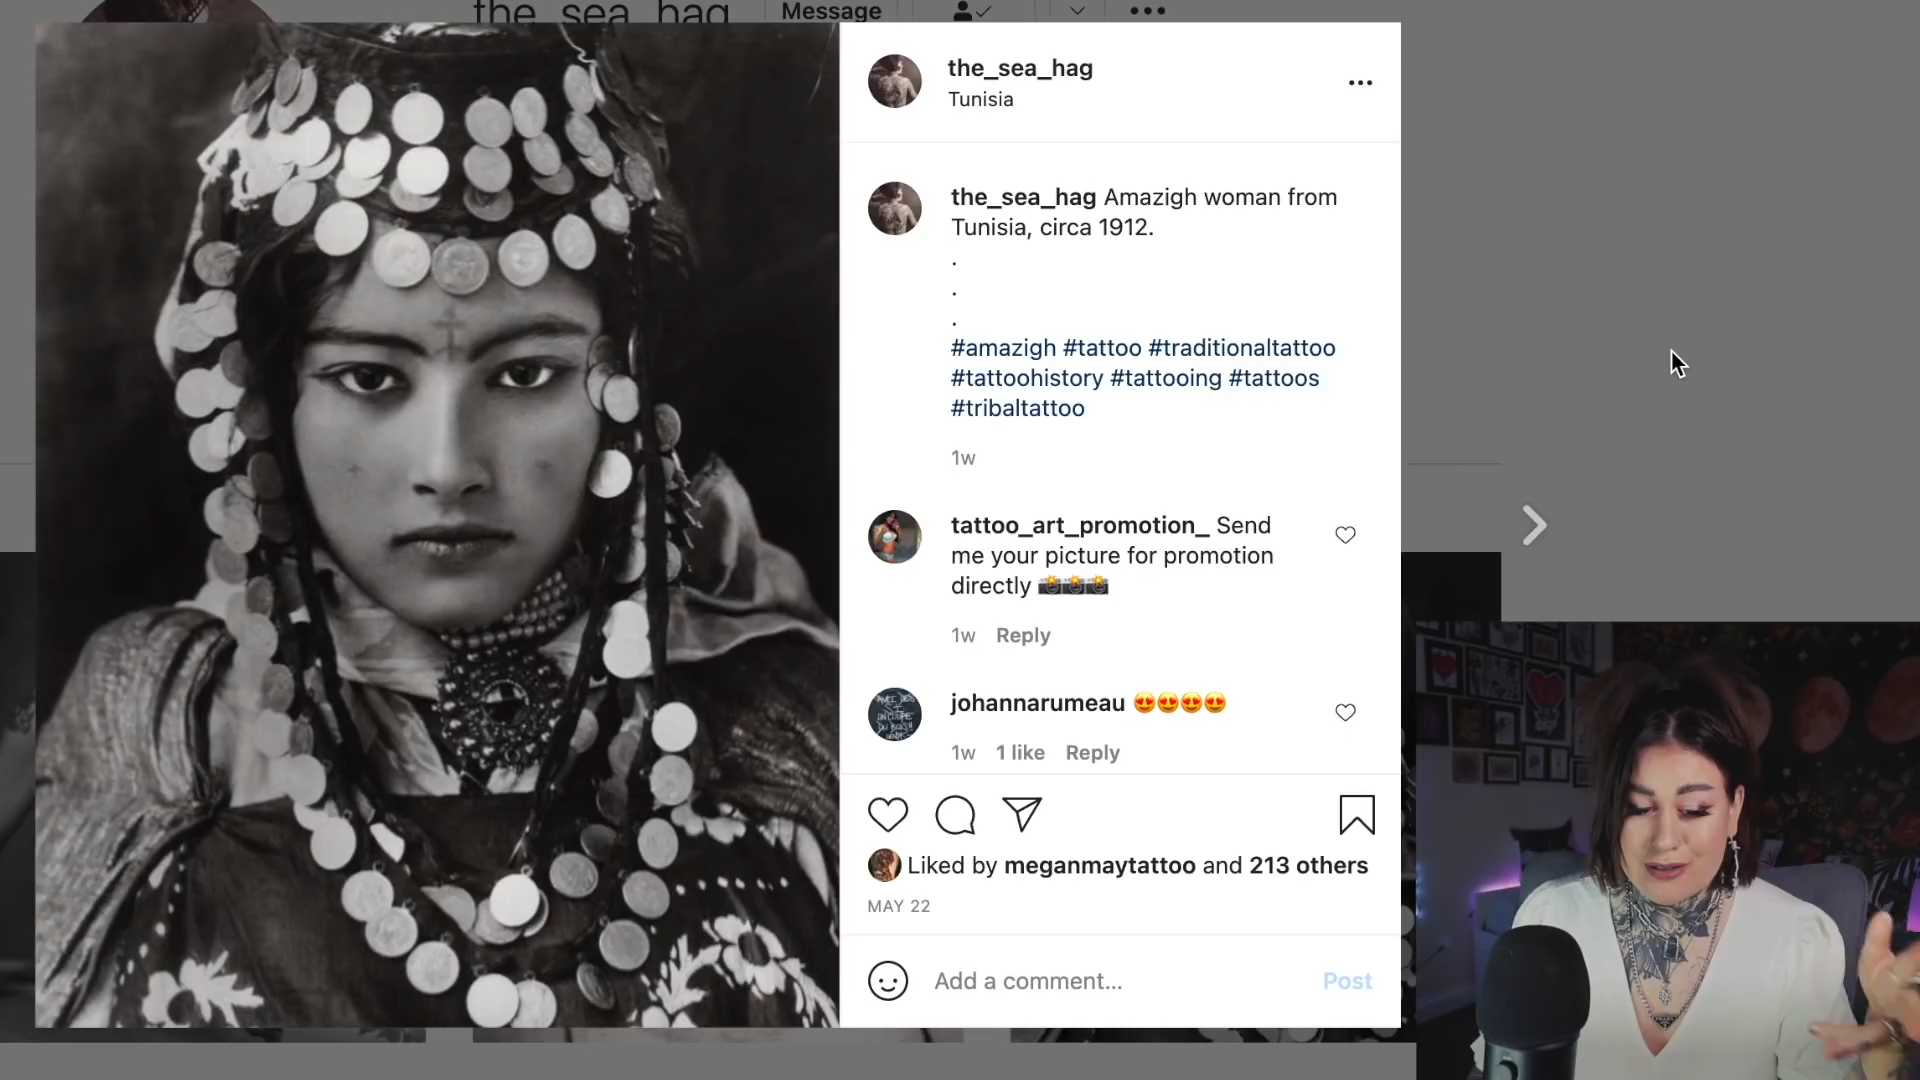 the_sea_hag Message
the_sea_hag
Tunisia
the_sea_hag Amazigh woman from
Tunisia, circa 1912.
.
.
.
#amazigh #tattoo #traditionaltattoo
#tattoohistory #tattooing #tattoos
#tribaltattoo
1w
tattoo_art_promotion_ Send
me your picture for promotion
directly 📸📸📸
1w Reply
johannarumeau 😍😍😍😍
1w 1 like Reply
Liked by meganmaytattoo and 213 others
MAY 22
Add a comment... Post